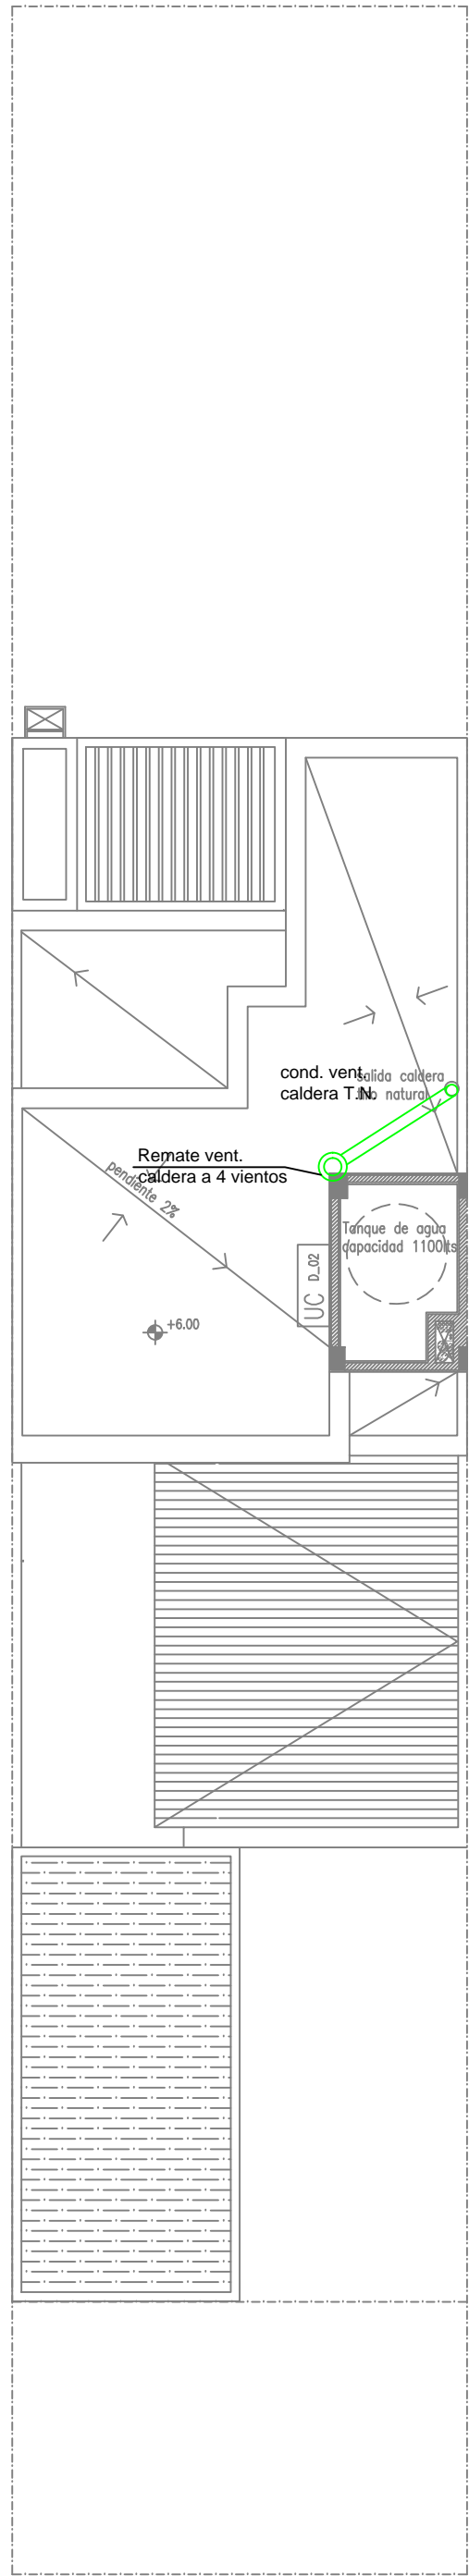 cond. vent.
caldera T.N.
salida caldera
tiro natural
Remate vent.
caldera a 4 vientos
pendiente 2%
Tanque de agua
capacidad 1100lts
UC D_02
+6.00